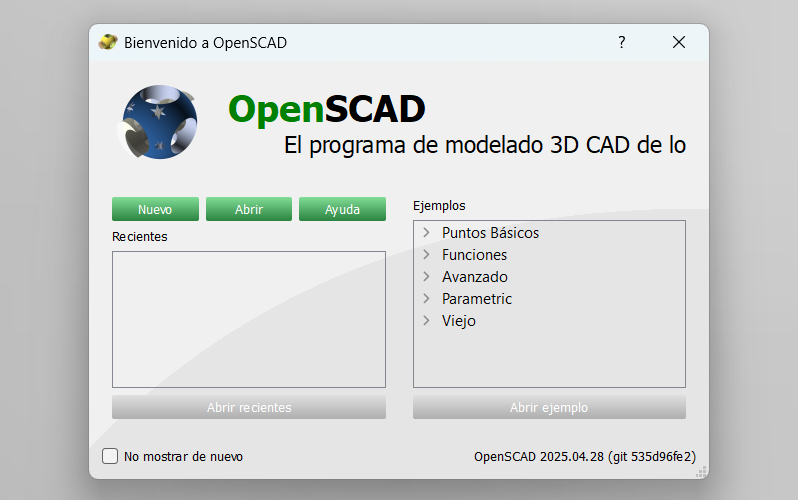 Bienvenido a OpenSCAD
?
OpenSCAD
El programa de modelado 3D CAD de lo
Nuevo Abrir Ayuda
Recientes
Abrir recientes
Ejemplos
Puntos Básicos
Funciones
Avanzado
Parametric
Viejo
Abrir ejemplo
No mostrar de nuevo
OpenSCAD 2025.04.28 (git 535d96fe2)